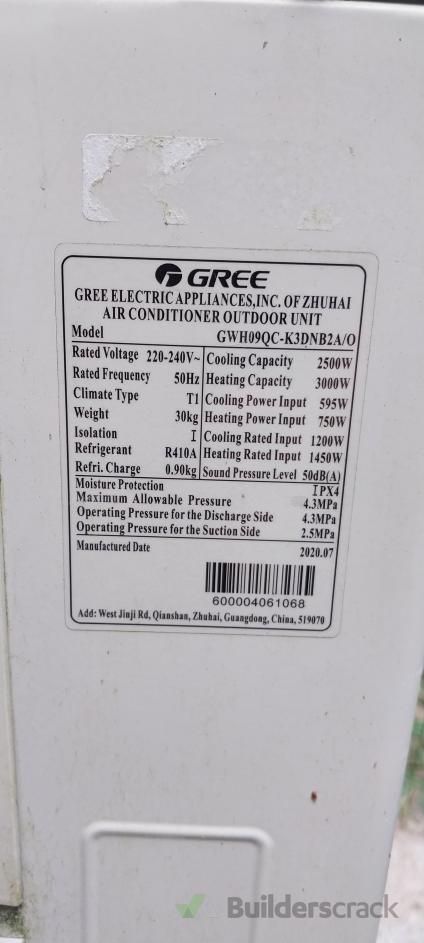 GREE
GREE ELECTRIC APPLIANCES,INC. OF ZHUHAI
AIR CONDITIONER OUTDOOR UNIT
Model GWH09QC-K3DNB2A/O
Rated Voltage 220-240V~ Cooling Capacity 2500W
Rated Frequency 50Hz Heating Capacity 3000W
Climate Type T1 Cooling Power Input 595W
Weight 30kg Heating Power Input 750W
Isolation I Cooling Rated Input 1200W
Refrigerant R410A Heating Rated Input 1450W
Refri. Charge 0.90kg Sound Pressure Level 50dB(A)
Moisture Protection IPX4
Maximum Allowable Pressure 4.3MPa
Operating Pressure for the Discharge Side 4.3MPa
Operating Pressure for the Suction Side 2.5MPa
Manufactured Date 2020.07
600004061068
Add: West Jinji Rd, Qianshan, Zhuhai, Guangdong, China, 519070
Builderscrack